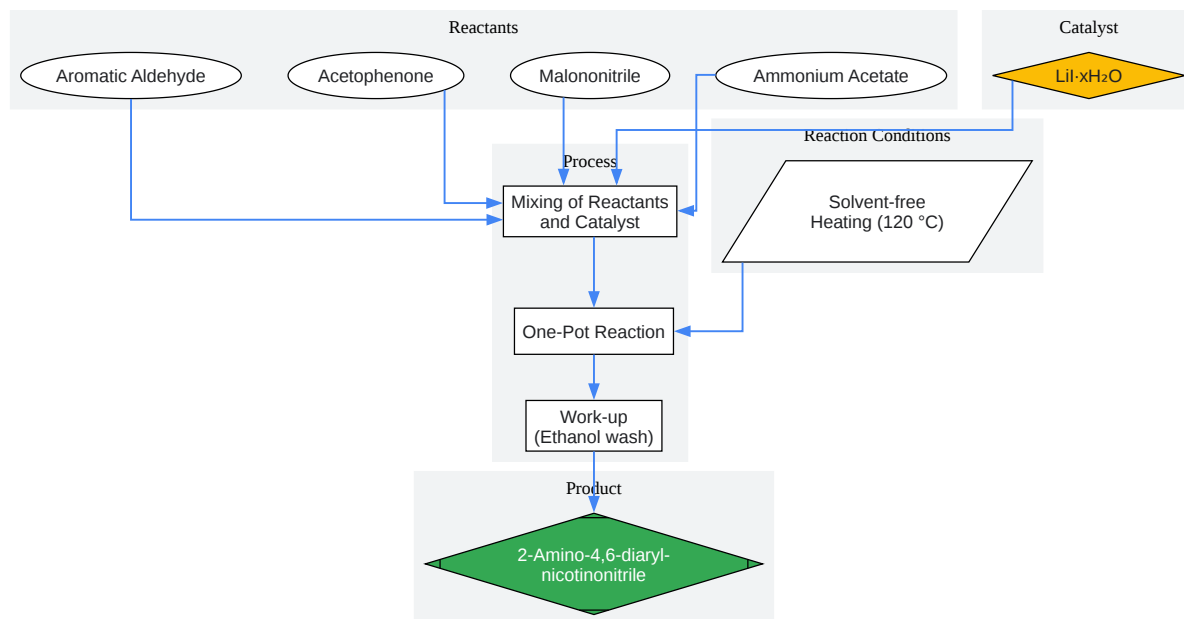 Reactants
Catalyst
Aromatic Aldehyde
Acetophenone
Malononitrile
Ammonium Acetate
LiI·xH₂O
Reaction Conditions
Process
Solvent-free
Heating (120 °C)
Mixing of Reactants
and Catalyst
One-Pot Reaction
Work-up
(Ethanol wash)
Product
2-Amino-4,6-diaryl-
nicotinonitrile